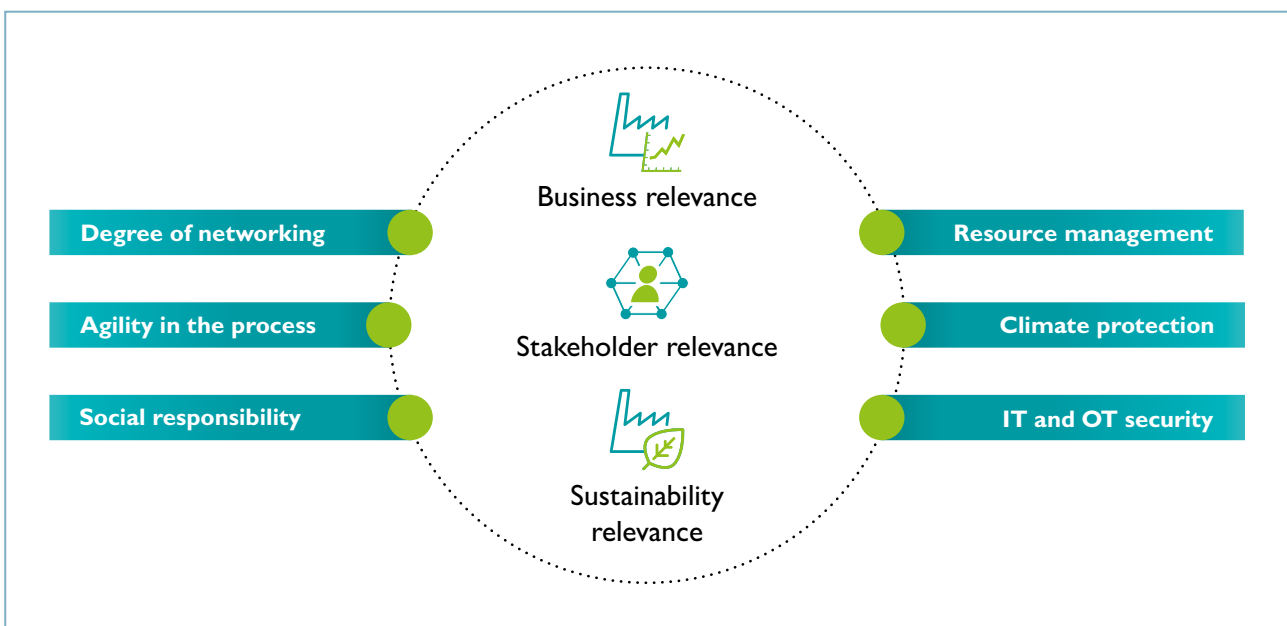 Business relevance
Degree of networking
Resource management
Agility in the process
Stakeholder relevance
Climate protection
Social responsibility
IT and OT security
Sustainability
relevance